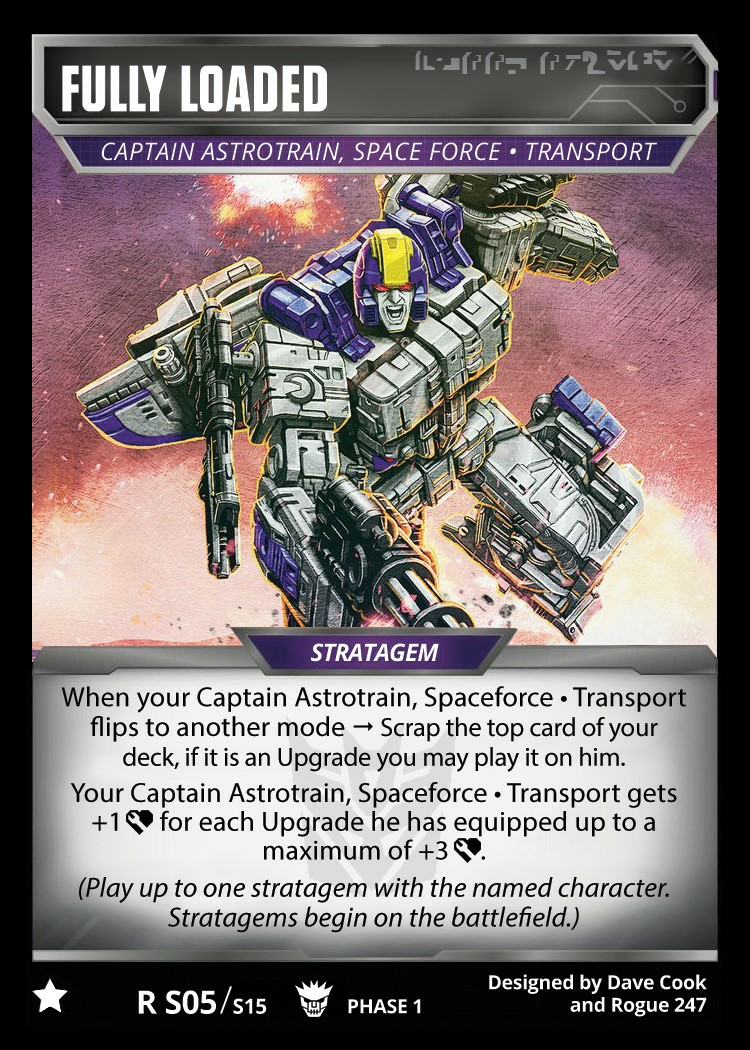 FULLY LOADED
CAPTAIN ASTROTRAIN, SPACE FORCE • TRANSPORT
STRATAGEM
When your Captain Astrotrain, Spaceforce • Transport
flips to another mode → Scrap the top card of your
deck, if it is an Upgrade you may play it on him.
Your Captain Astrotrain, Spaceforce • Transport gets
+1 for each Upgrade he has equipped up to a
maximum of +3 .
(Play up to one stratagem with the named character.
Stratagems begin on the battlefield.)
R S05/S15 PHASE 1
Designed by Dave Cook
and Rogue 247